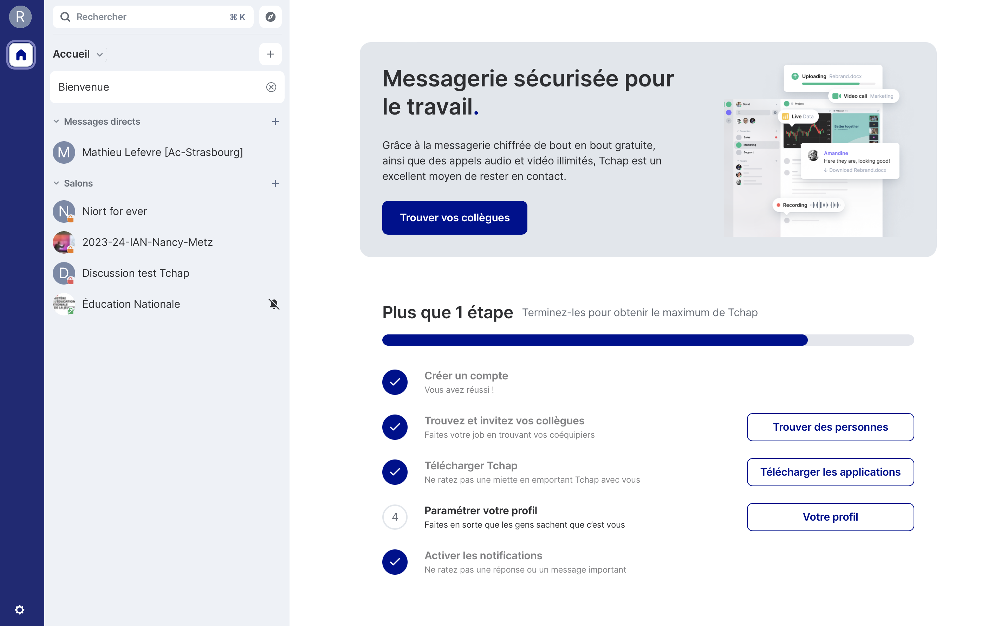 R
Rechercher ⌘ K
Accueil
Bienvenue
Messages directs
M Mathieu Lefevre [Ac-Strasbourg]
Salons
N Niort for ever
2023-24-IAN-Nancy-Metz
D Discussion test Tchap
Éducation Nationale
Messagerie sécurisée pour
le travail.
Grâce à la messagerie chiffrée de bout en bout gratuite,
ainsi que des appels audio et vidéo illimités, Tchap est un
excellent moyen de rester en contact.
Trouver vos collègues
Uploading Rebrand.docx
Video call Marketing
David
Project
Live Data
Better together
Favourites
Sales
Marketing
Support
People
Amandine
Here they are, looking good!
Download Rebrand.docx
Recording
Plus que 1 étape Terminez-les pour obtenir le maximum de Tchap
Créer un compte
Vous avez réussi !
Trouvez et invitez vos collègues
Faites votre job en trouvant vos coéquipiers
Trouver des personnes
Télécharger Tchap
Ne ratez pas une miette en emportant Tchap avec vous
Télécharger les applications
4
Paramétrer votre profil
Faites en sorte que les gens sachent que c’est vous
Votre profil
Activer les notifications
Ne ratez pas une réponse ou un message important